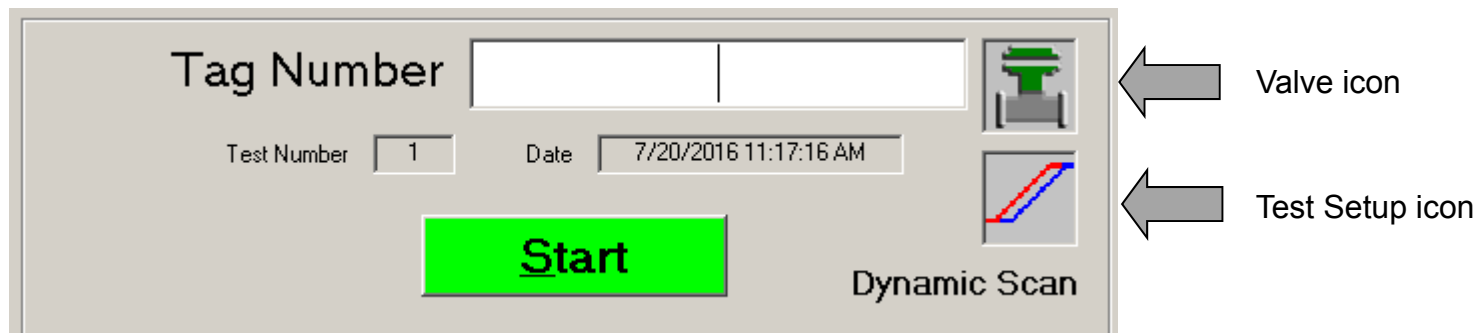 Tag Number
Valve icon
Test Number 1 Date 7/20/2016 11:17:16 AM
Test Setup icon
Start
Dynamic Scan